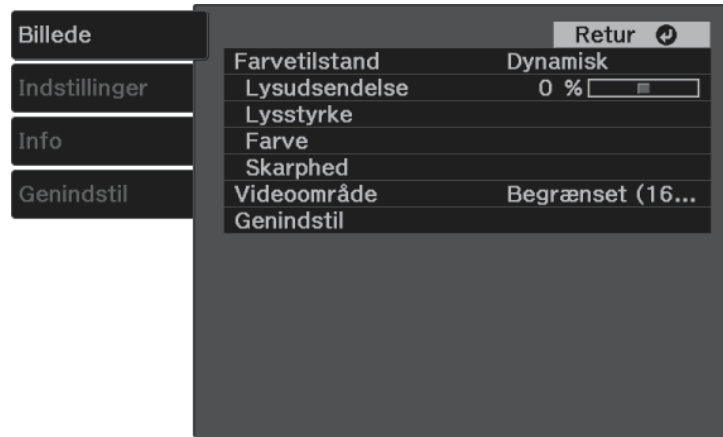 Billede
Indstillinger
Info
Genindstil
Retur
Farvetilstand Dynamisk
Lysudsendelse 0 %
Lysstyrke
Farve
Skarphed
Videoområde Begrænset (16...
Genindstil